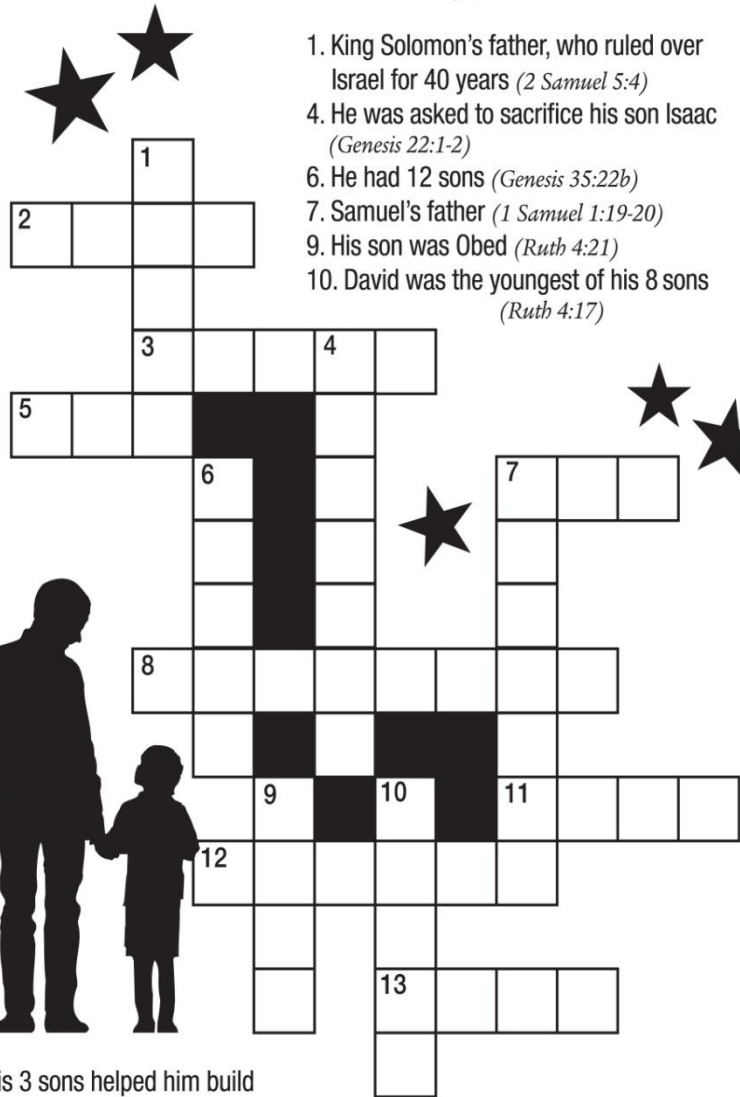 1. King Solomon's father, who ruled over
Israel for 40 years (2 Samuel 5:4)
4. He was asked to sacrifice his son Isaac
(Genesis 22:1-2)
6. He had 12 sons (Genesis 35:22b)
7. Samuel's father (1 Samuel 1:19-20)
9. His son was Obed (Ruth 4:21)
10. David was the youngest of his 8 sons
(Ruth 4:17)
1
2
3 4
5
6 7
8
9 10 11
12
13
is 3 sons helped him build